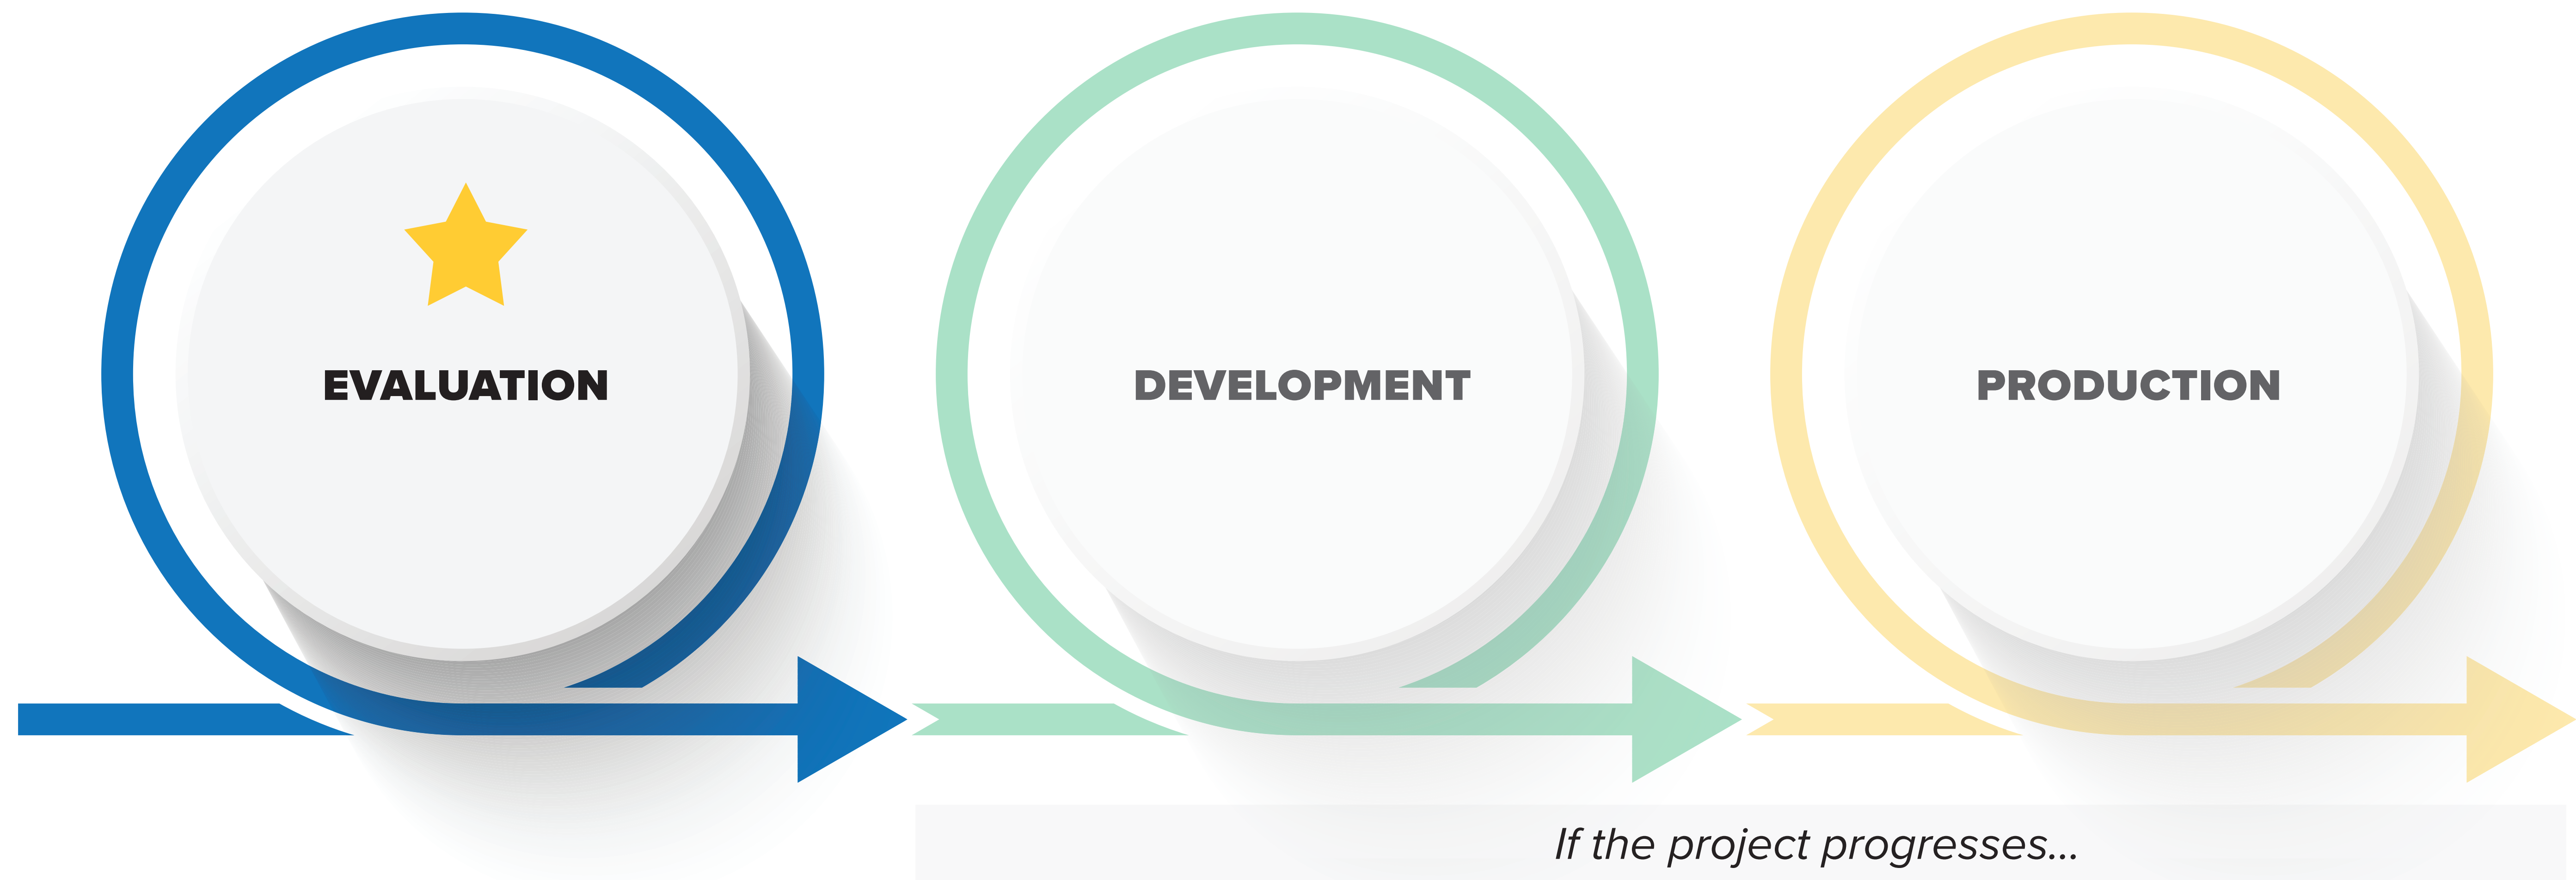 EVALUATION
DEVELOPMENT
PRODUCTION
If the project progresses...